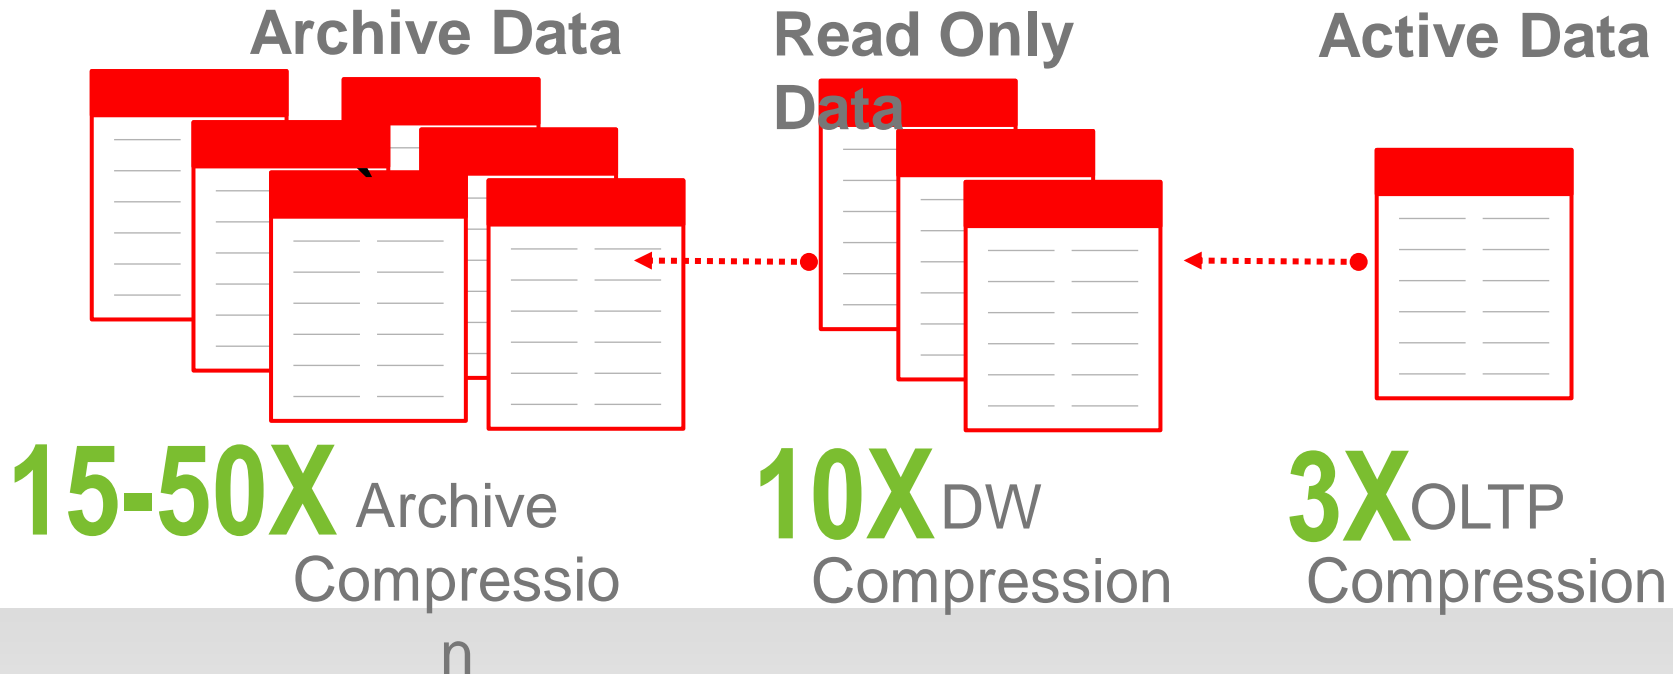 Archive Data
Read Only
Data
Active Data
15-50X Archive
Compressio
n
10X DW
Compression
3X OLTP
Compression